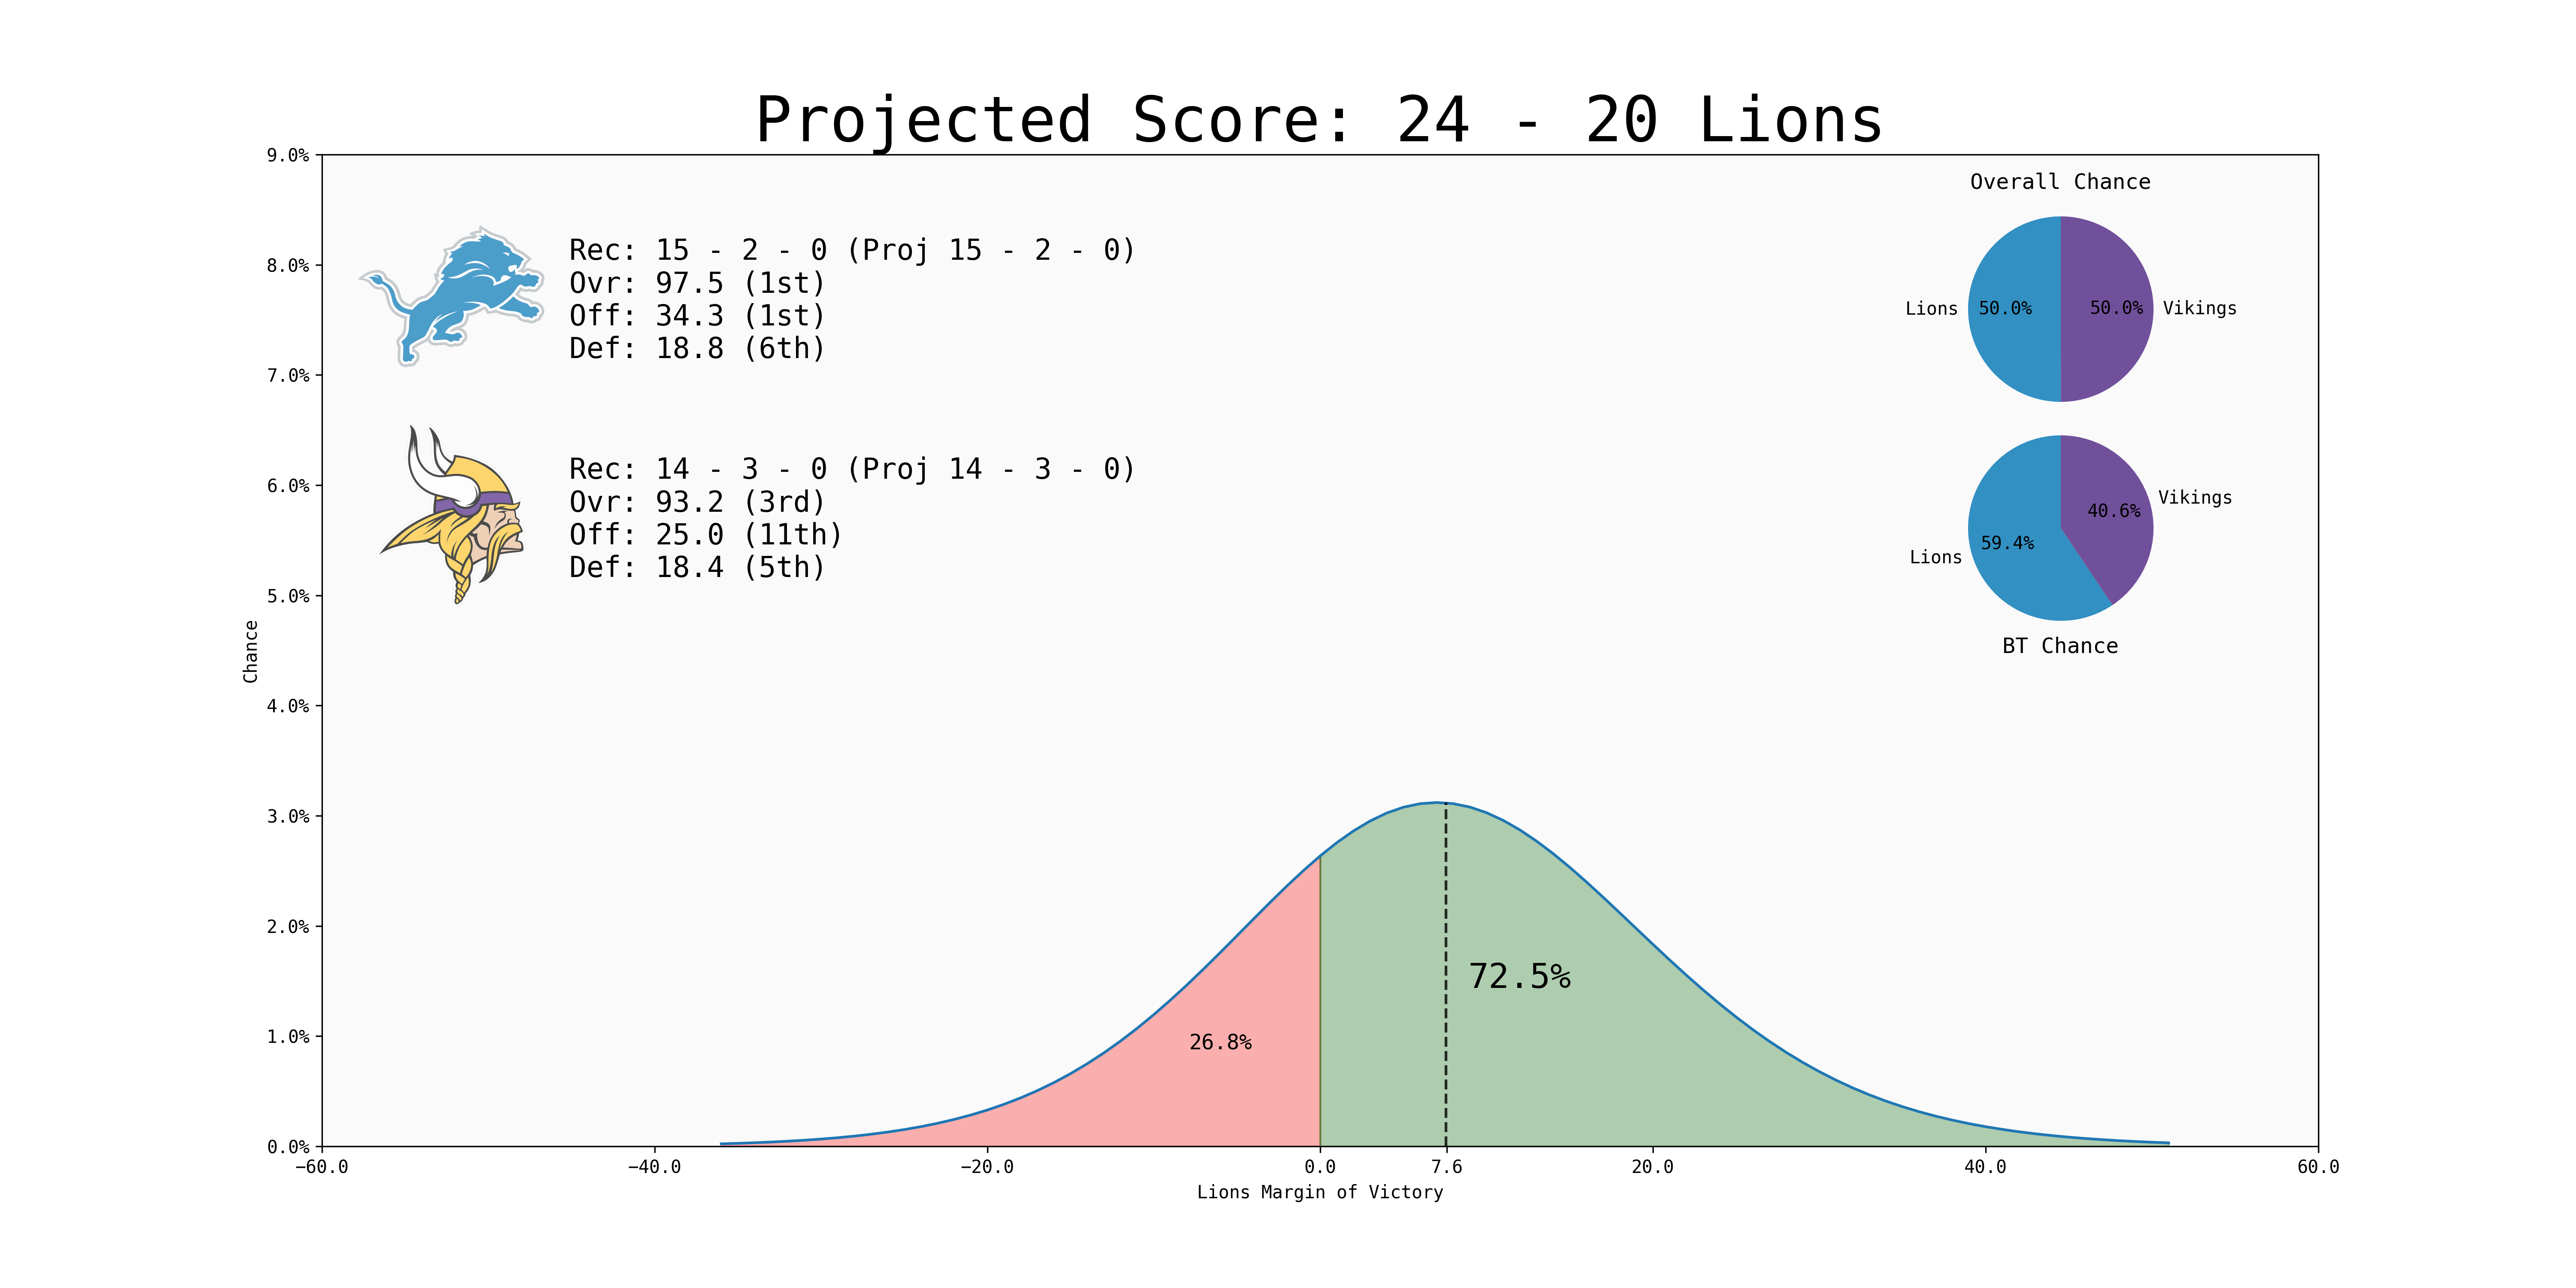 Projected Score: 24 - 20 Lions
9.0%
8.0%
7.0%
6.0%
5.0%
4.0%
3.0%
2.0%
1.0%
0.0%
Chance
Rec: 15 - 2 - 0 (Proj 15 - 2 - 0)
Ovr: 97.5 (1st)
Off: 34.3 (1st)
Def: 18.8 (6th)
Rec: 14 - 3 - 0 (Proj 14 - 3 - 0)
Ovr: 93.2 (3rd)
Off: 25.0 (11th)
Def: 18.4 (5th)
Overall Chance
Lions 50.0% 50.0% Vikings
40.6% Vikings
Lions 59.4%
BT Chance
72.5%
26.8%
−60.0 −40.0 −20.0 0.0 7.6 20.0 40.0 60.0
Lions Margin of Victory